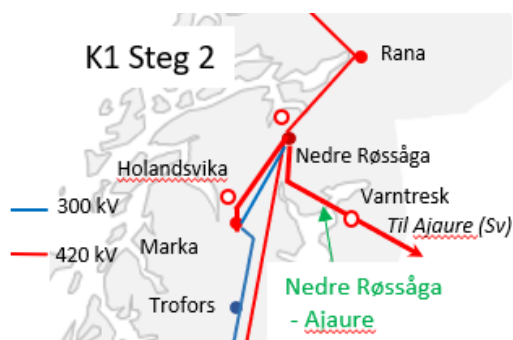 K1 Steg 2
Rana
Nedre Røssåga
Holandsvika
Varntresk
300 kV
Til Ajaure (Sv)
Marka
420 kV
Nedre Røssåga
- Ajaure
Trofors